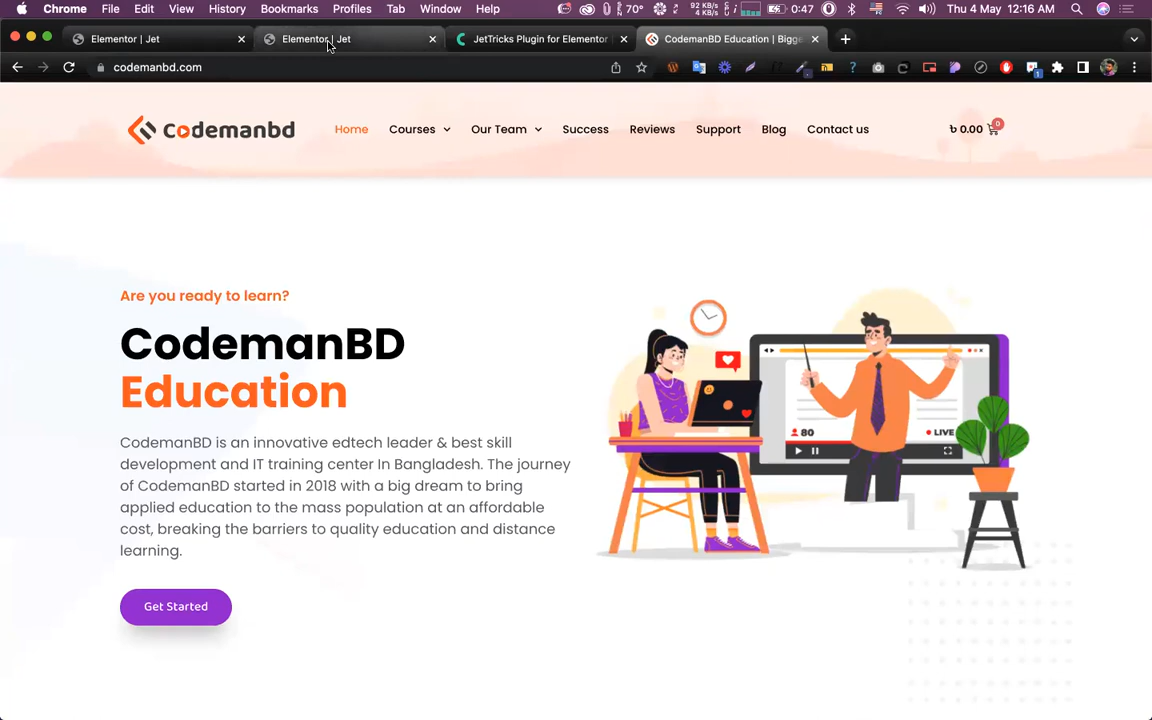 Chrome File Edit View History Bookmarks Profiles Tab Window Help 70° 92 KB/s 4 KB/s 0:47 Thu 4 May 12:16 AM
Elementor | Jet
Elementor | Jet
JetTricks Plugin for Elementor
CodemanBD Education | Bigge
codemanbd.com
codemanbd
Home Courses Our Team Success Reviews Support Blog Contact us ৳ 0.00 0
Are you ready to learn?
CodemanBD
Education
CodemanBD is an innovative edtech leader & best skill
development and IT training center In Bangladesh. The journey
of CodemanBD started in 2018 with a big dream to bring
applied education to the mass population at an affordable
cost, breaking the barriers to quality education and distance
learning.
Get Started
80
LIVE